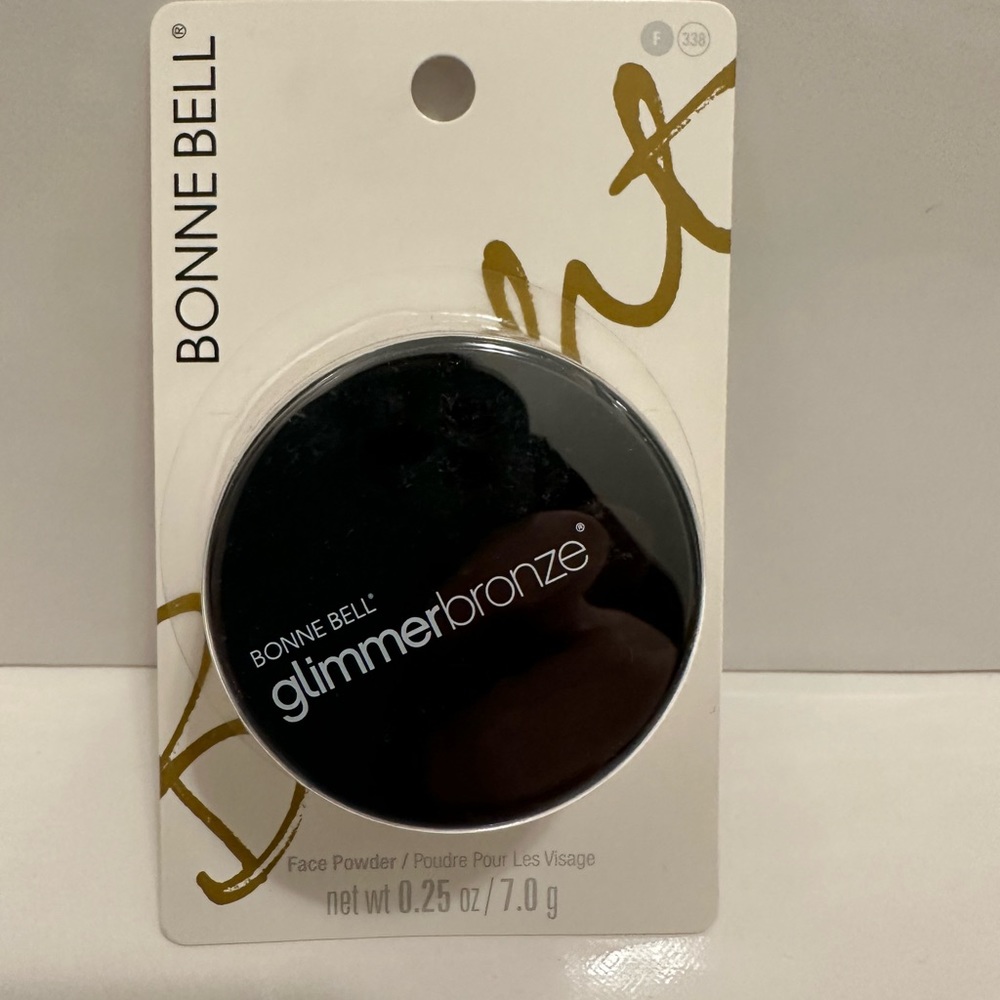 BONNE BELL®
F 338
BONNE BELL®
glimmerbronze®
Face Powder / Poudre Pour Les Visage
net wt 0.25 oz / 7.0 g